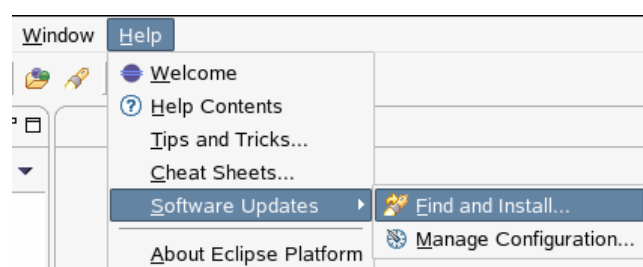 Window Help
Welcome
Help Contents
Tips and Tricks...
Cheat Sheets...
Software Updates Find and Install...
Manage Configuration...
About Eclipse Platform